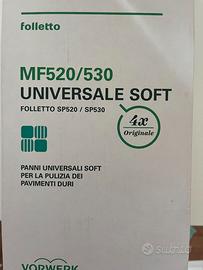 folletto
MF520/530
UNIVERSALE SOFT
FOLLETTO SP520 / SP530
4x
Originale
PANNI UNIVERSALI SOFT
PER LA PULIZIA DEI
PAVIMENTI DURI
VORWERK
Subito